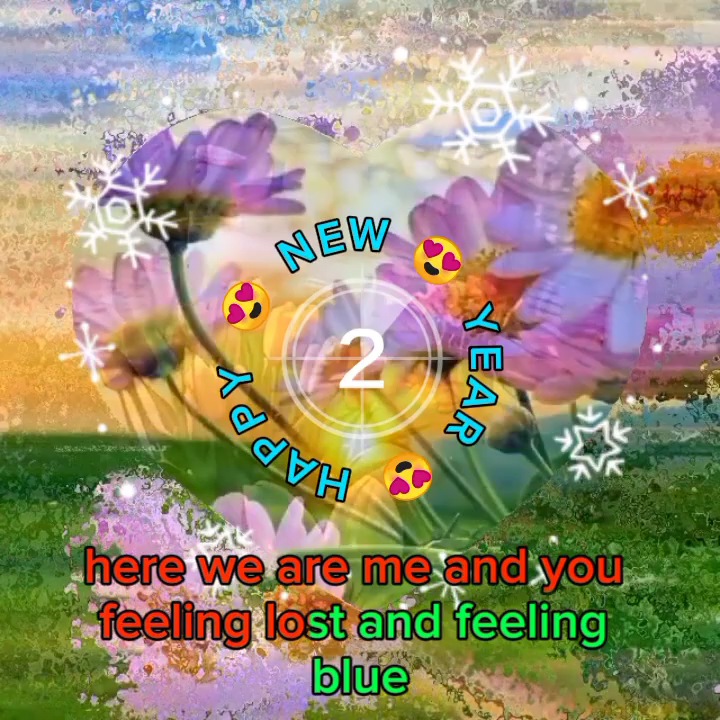 HAPPY NEW YEAR
2
here we are me and you
feeling lost and feeling
blue